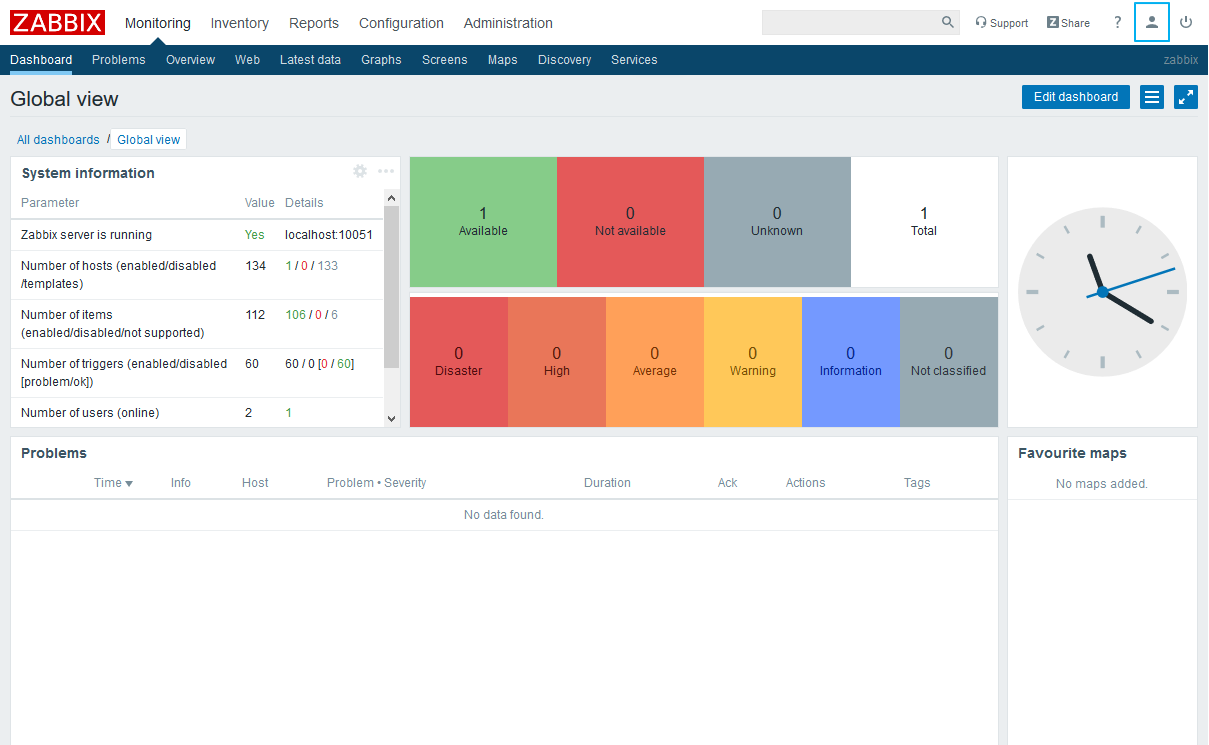 ZABBIX Monitoring Inventory Reports Configuration Administration Support Z Share ?
Dashboard Problems Overview Web Latest data Graphs Screens Maps Discovery Services zabbix
Global view Edit dashboard
All dashboards / Global view
System information
Parameter Value Details
Zabbix server is running Yes localhost:10051
Number of hosts (enabled/disabled 134 1 / 0 / 133
/templates)
Number of items 112 106 / 0 / 6
(enabled/disabled/not supported)
Number of triggers (enabled/disabled 60 60 / 0 [0 / 60]
[problem/ok])
Number of users (online) 2 1
1 0 0 1
Available Not available Unknown Total
0 0 0 0 0 0
Disaster High Average Warning Information Not classified
Problems
Time Info Host Problem • Severity Duration Ack Actions Tags
No data found.
Favourite maps
No maps added.